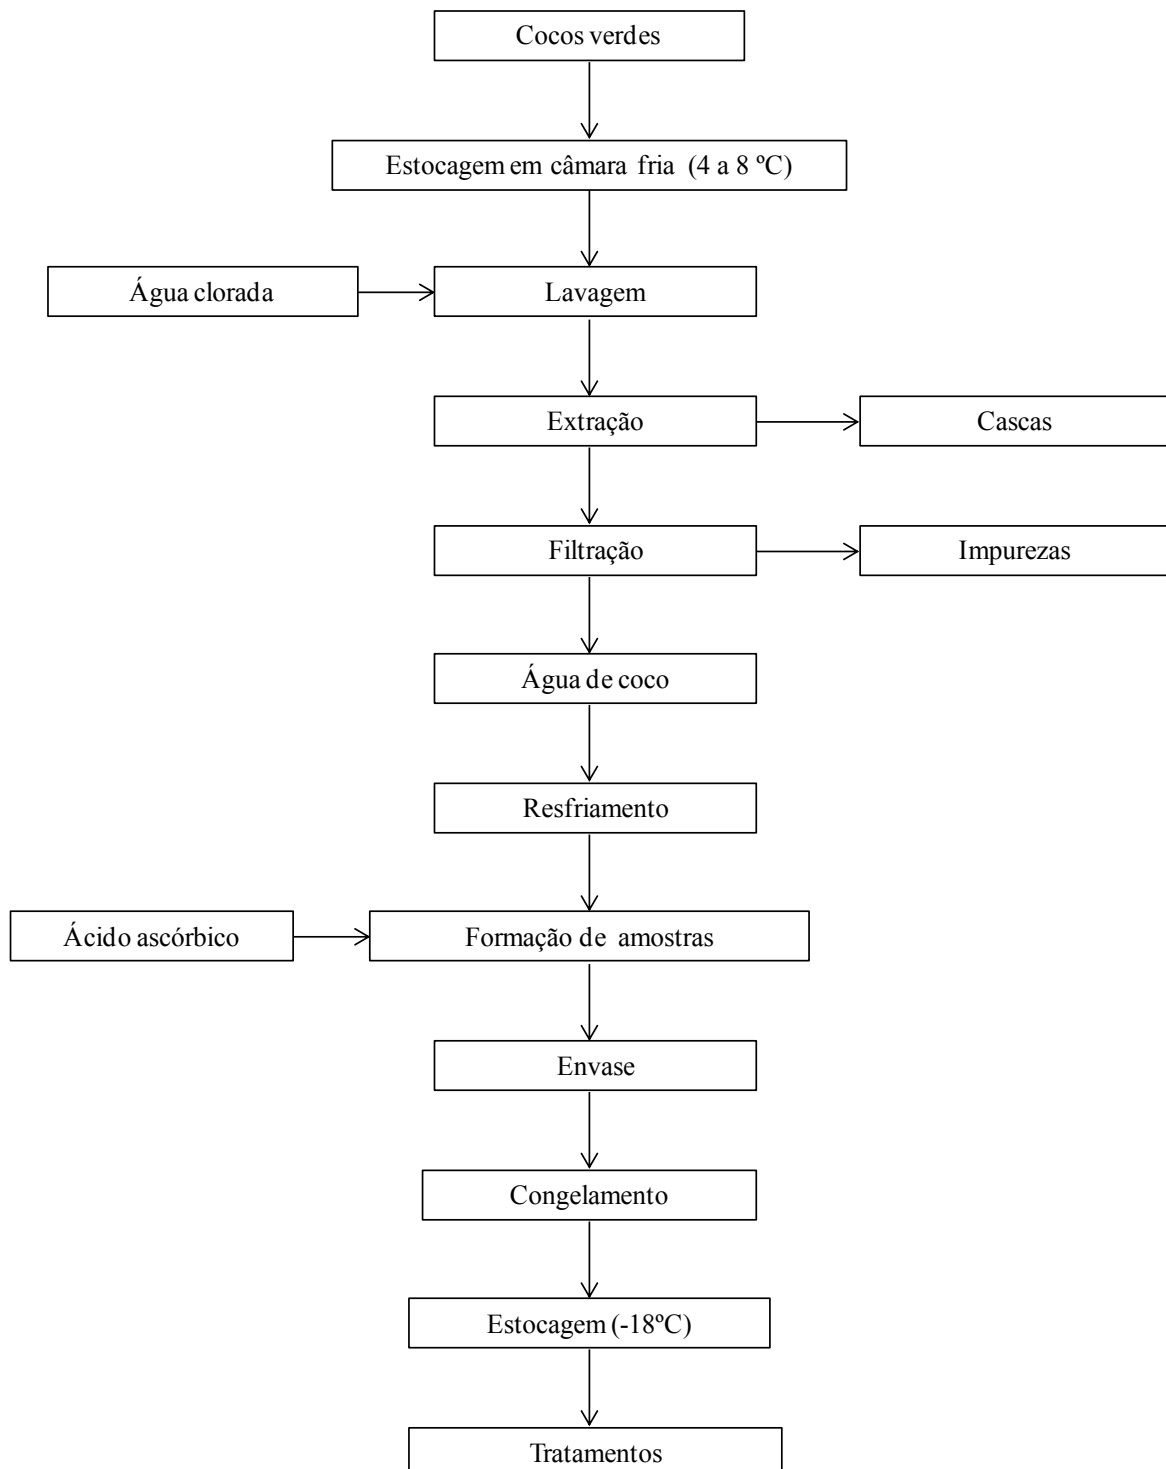 Cocos verdes
Estocagem em câmara fria (4 a 8 ºC)
Água clorada
Lavagem
Extração
Cascas
Filtração
Impurezas
Água de coco
Resfriamento
Ácido ascórbico
Formação de amostras
Envase
Congelamento
Estocagem (-18ºC)
Tratamentos